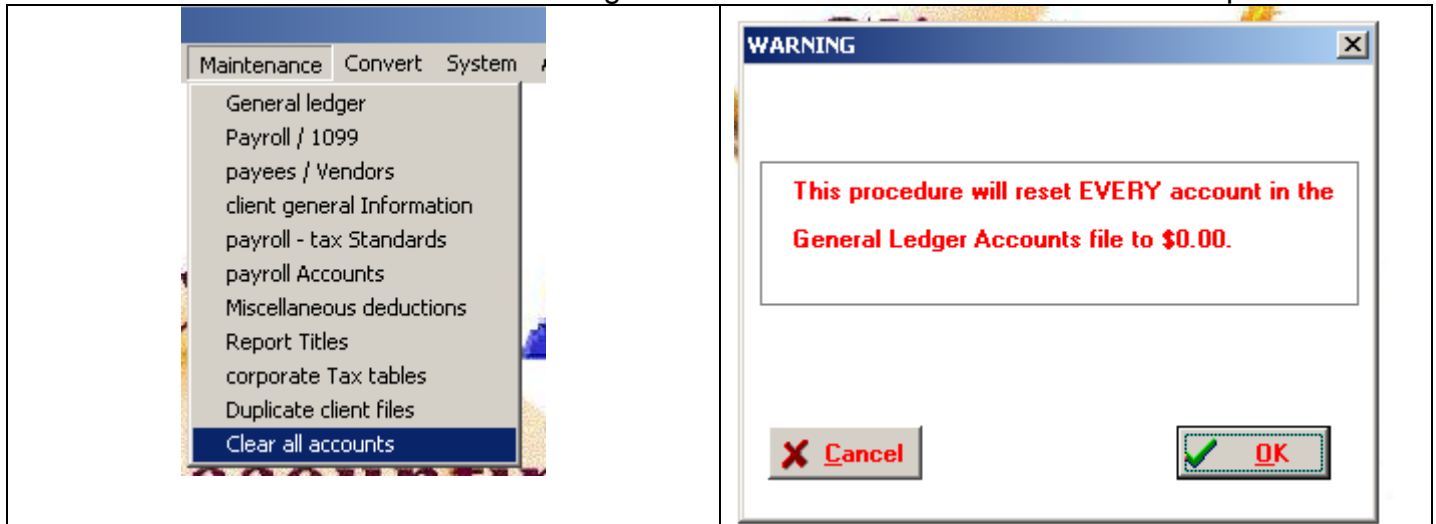 Maintenance Convert System
General ledger
Payroll / 1099
payees / Vendors
client general Information
payroll - tax Standards
payroll Accounts
Miscellaneous deductions
Report Titles
corporate Tax tables
Duplicate client files
Clear all accounts
WARNING
This procedure will reset EVERY account in the
General Ledger Accounts file to $0.00.
Cancel OK